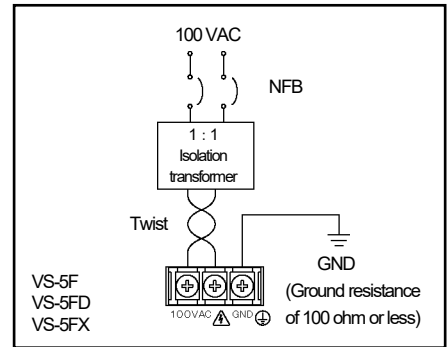 100 VAC
NFB
1 : 1
Isolation
transformer
Twist
GND
(Ground resistance
of 100 ohm or less)
VS-5F
VS-5FD
VS-5FX
100VAC
GND